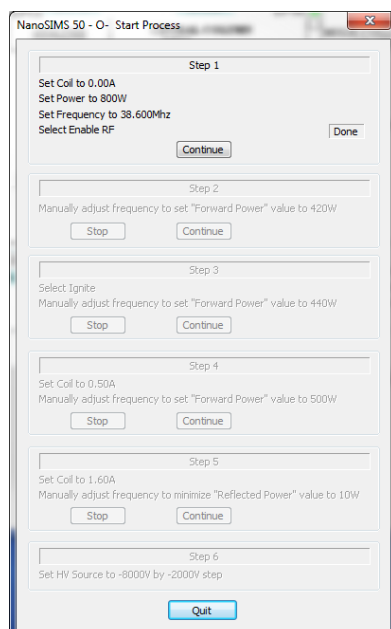 NanoSIMS 50 - O- Start Process
Step 1
Set Coil to 0.00A
Set Power to 800W
Set Frequency to 38.600Mhz
Select Enable RF
Done
Continue
Step 2
Manually adjust frequency to set "Forward Power" value to 420W
Stop Continue
Step 3
Select Ignite
Manually adjust frequency to set "Forward Power" value to 440W
Stop Continue
Step 4
Set Coil to 0.50A
Manually adjust frequency to set "Forward Power" value to 500W
Stop Continue
Step 5
Set Coil to 1.60A
Manually adjust frequency to minimize "Reflected Power" value to 10W
Stop Continue
Step 6
Set HV Source to -8000V by -2000V step
Quit